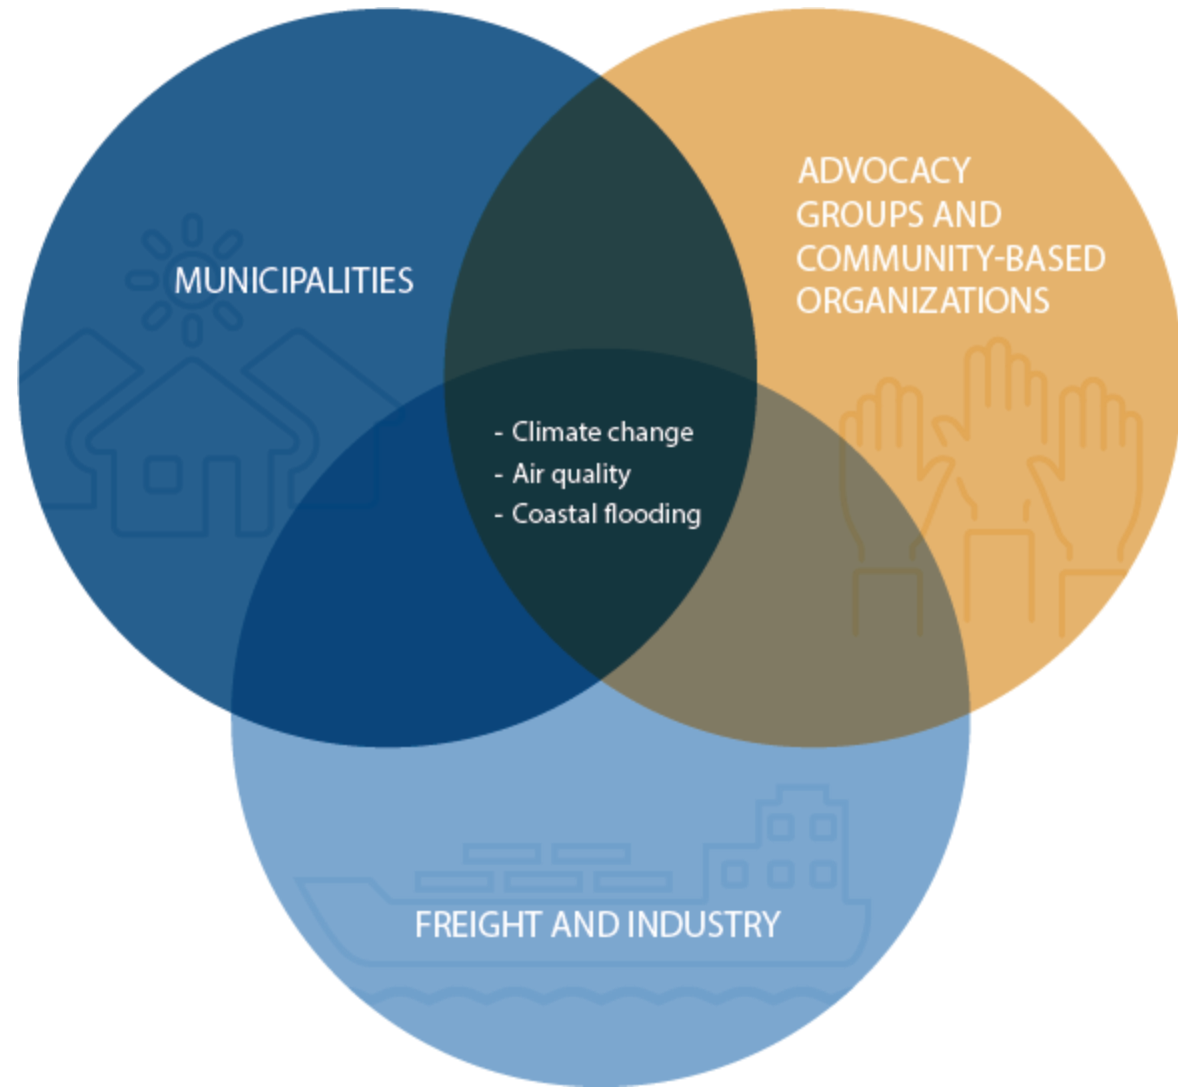 ADVOCACY
GROUPS AND
COMMUNITY-BASED
ORGANIZATIONS
MUNICIPALITIES
- Climate change
- Air quality
- Coastal flooding
FREIGHT AND INDUSTRY